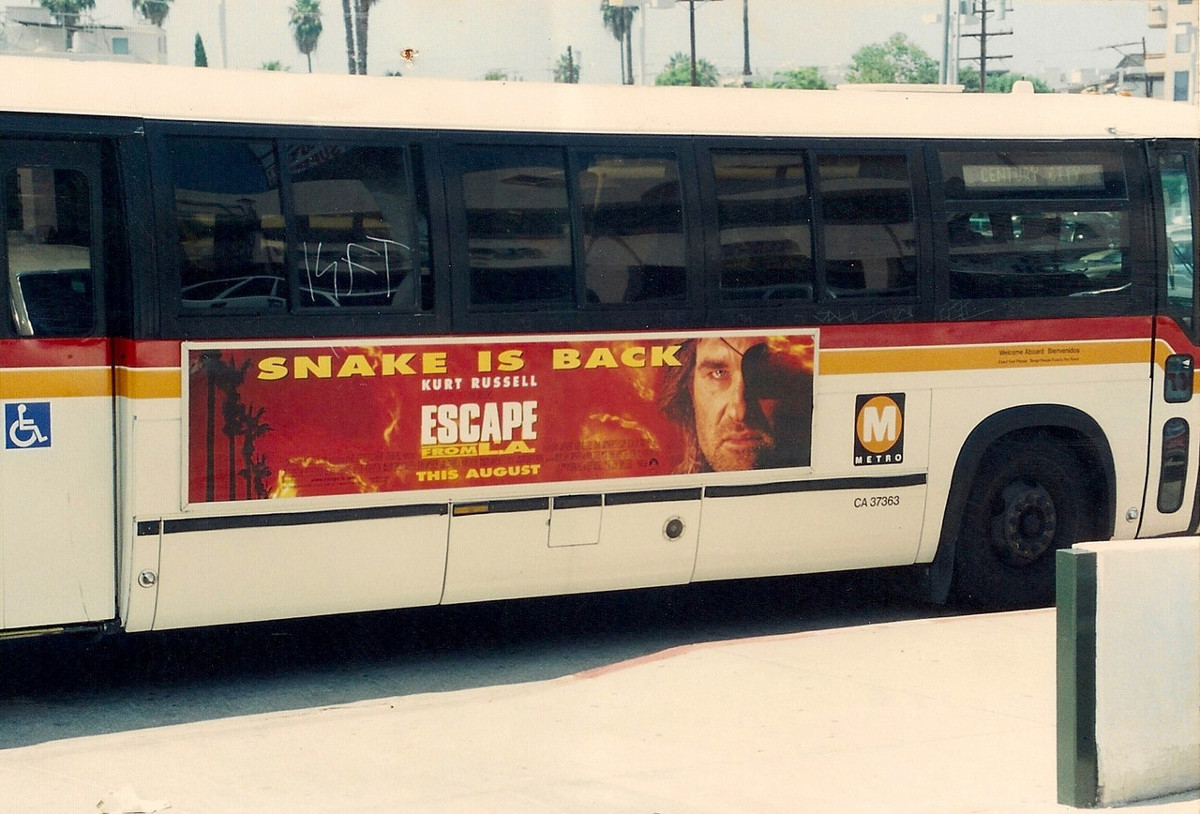 CENTURY CITY
SNAKE IS BACK
KURT RUSSELL
ESCAPE
FROM L.A.
THIS AUGUST
Welcome Aboard Bienvenidos
M
METRO
CA 37363